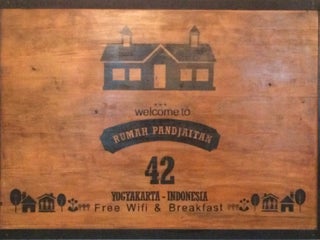 welcome to
RUMAH PANDJAITAN
42
YOGYAKARTA - INDONESIA
Free Wifi & Breakfast